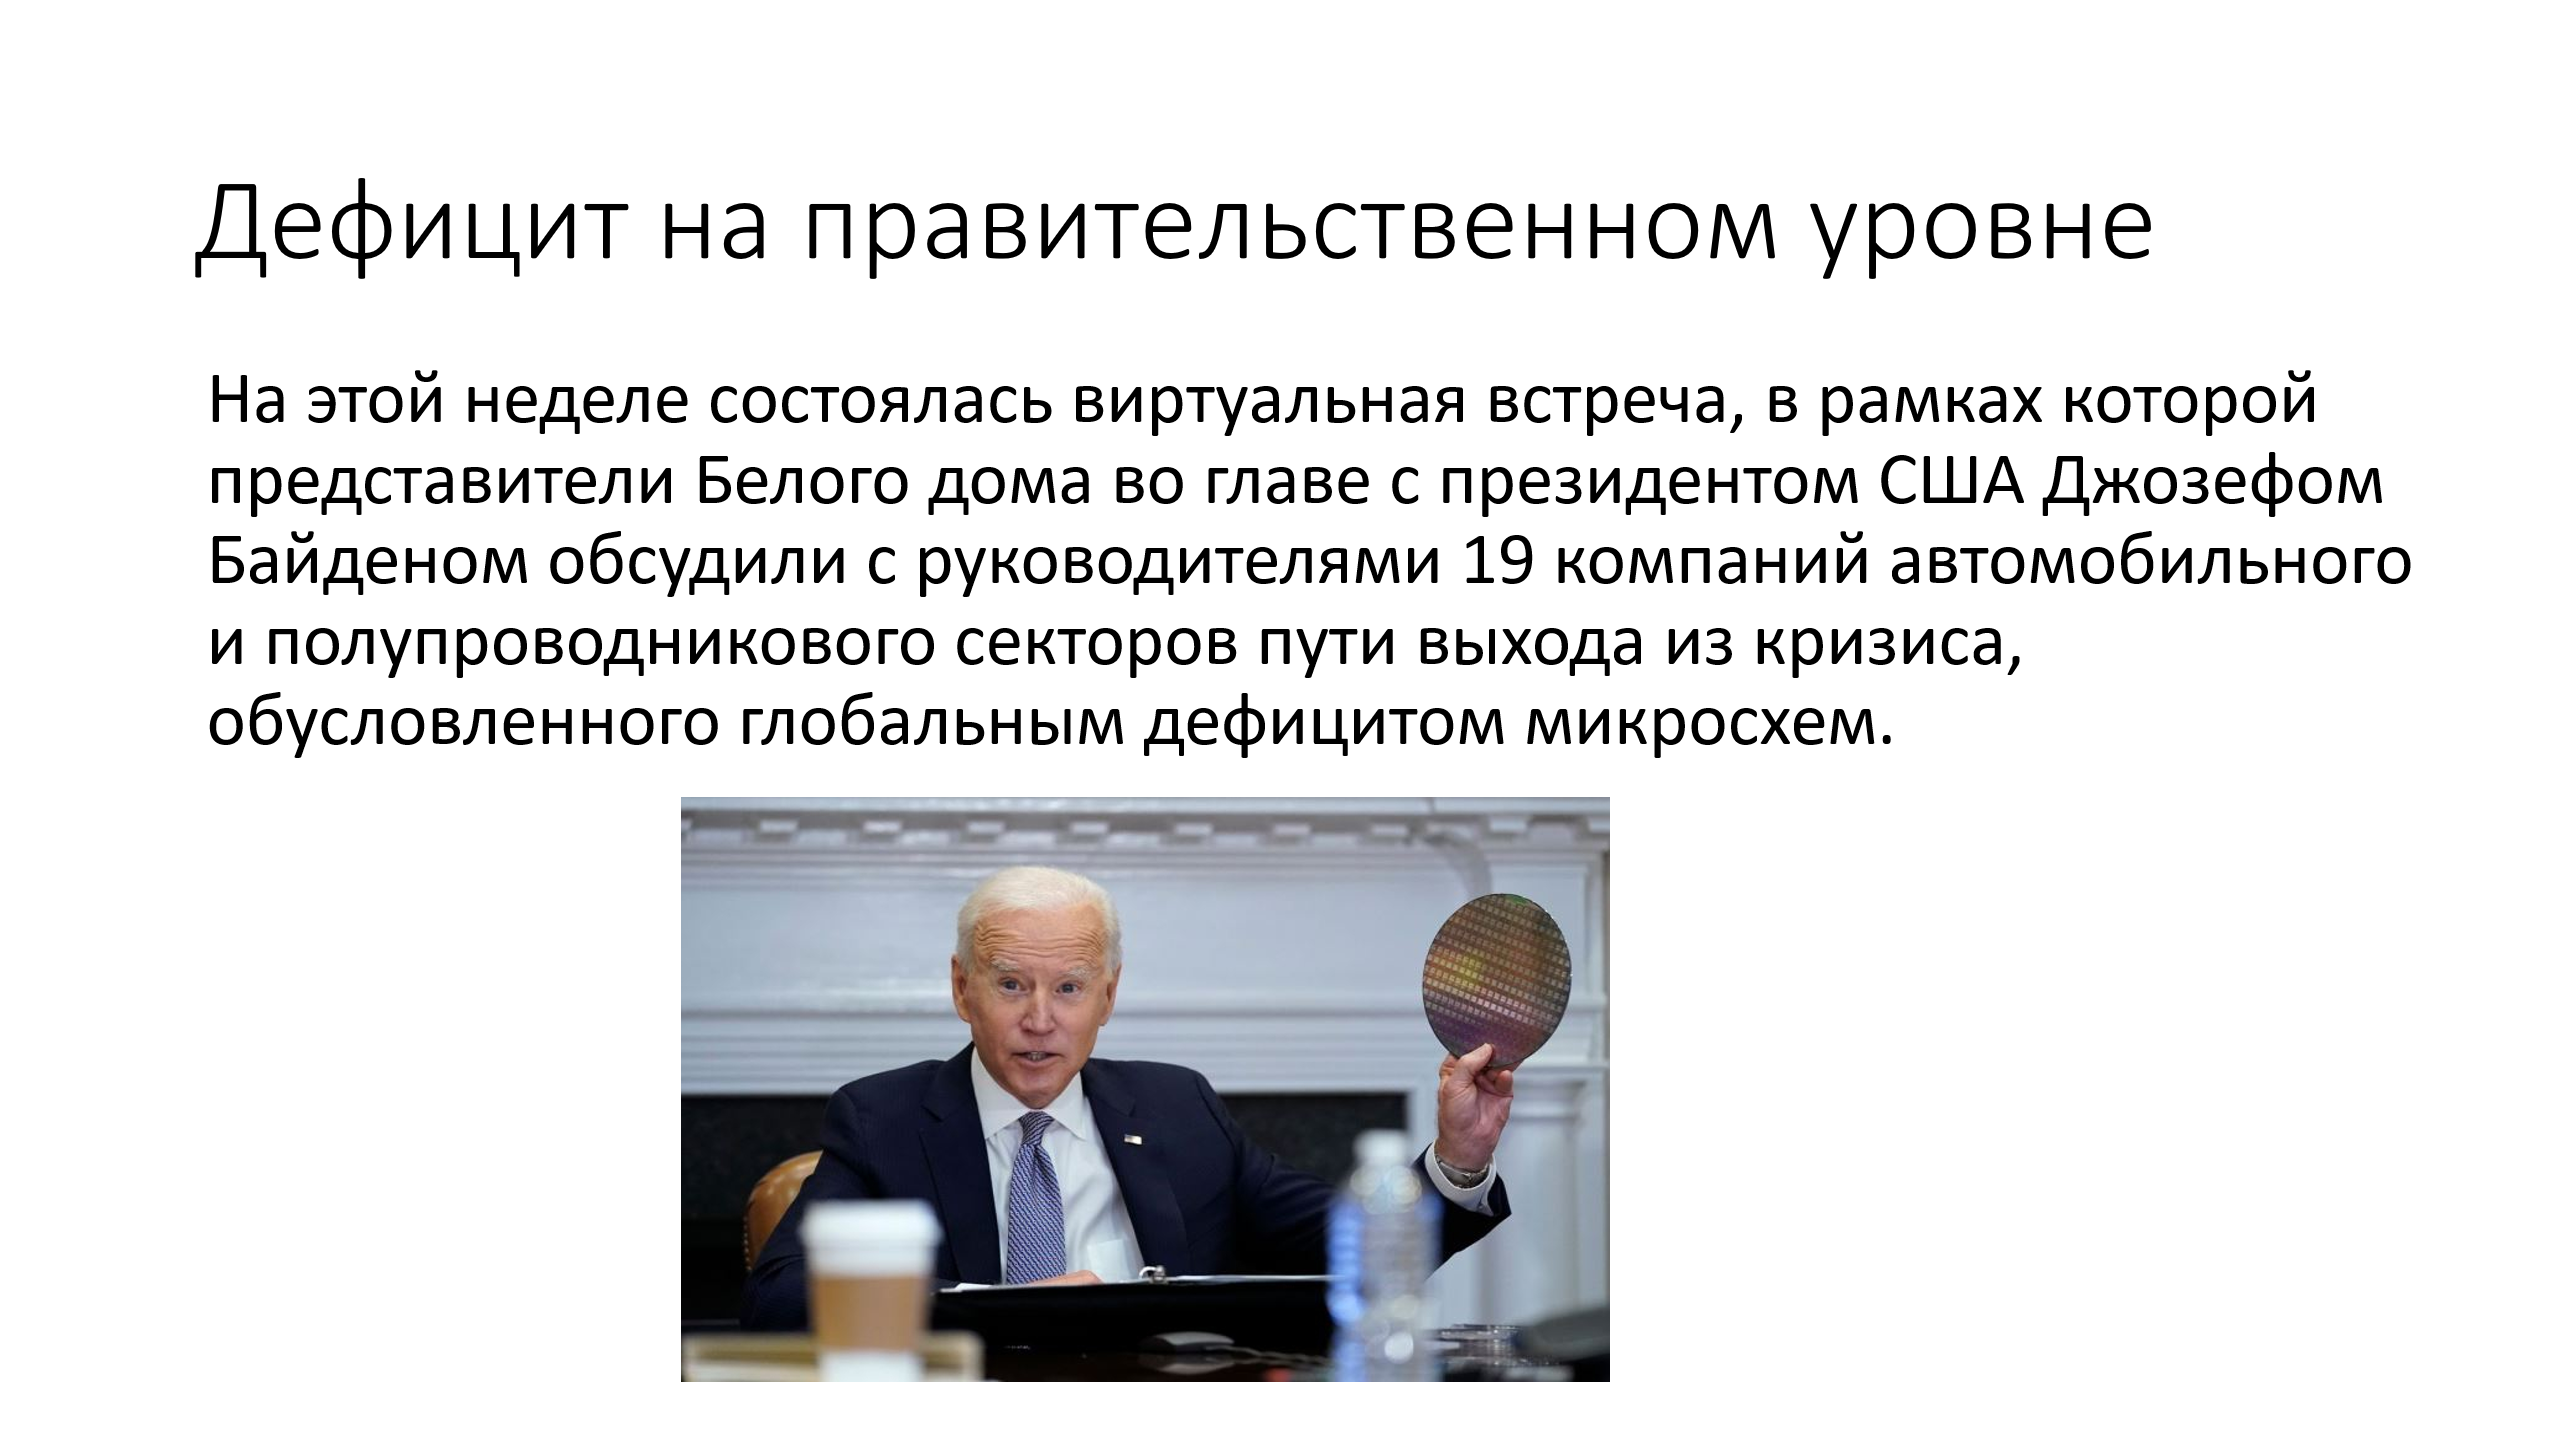 Дефицит на правительственном уровне
На этой неделе состоялась виртуальная встреча, в рамках которой
представители Белого дома во главе с президентом США Джозефом
Байденом обсудили с руководителями 19 компаний автомобильного
и полупроводникового секторов пути выхода из кризиса,
обусловленного глобальным дефицитом микросхем.